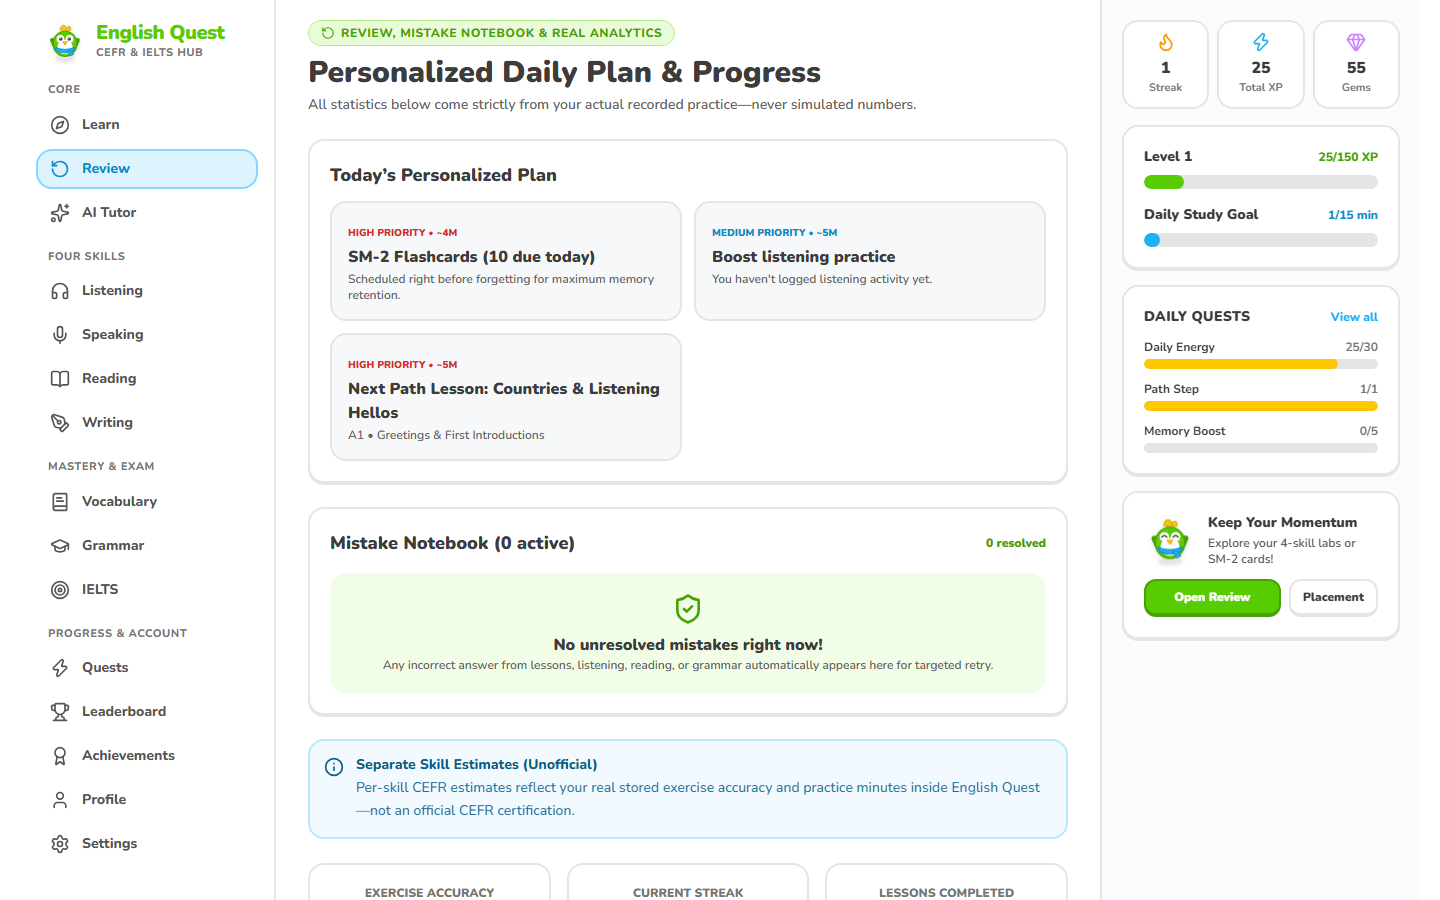 English Quest
CEFR & IELTS HUB
CORE
Learn
Review
AI Tutor
FOUR SKILLS
Listening
Speaking
Reading
Writing
MASTERY & EXAM
Vocabulary
Grammar
IELTS
PROGRESS & ACCOUNT
Quests
Leaderboard
Achievements
Profile
Settings
REVIEW, MISTAKE NOTEBOOK & REAL ANALYTICS
Personalized Daily Plan & Progress
All statistics below come strictly from your actual recorded practice—never simulated numbers.
Today’s Personalized Plan
HIGH PRIORITY • ~4M
SM-2 Flashcards (10 due today)
Scheduled right before forgetting for maximum memory
retention.
MEDIUM PRIORITY • ~5M
Boost listening practice
You haven't logged listening activity yet.
HIGH PRIORITY • ~5M
Next Path Lesson: Countries & Listening
Hellos
A1 • Greetings & First Introductions
Mistake Notebook (0 active)
0 resolved
No unresolved mistakes right now!
Any incorrect answer from lessons, listening, reading, or grammar automatically appears here for targeted retry.
Separate Skill Estimates (Unofficial)
Per-skill CEFR estimates reflect your real stored exercise accuracy and practice minutes inside English Quest
—not an official CEFR certification.
EXERCISE ACCURACY
CURRENT STREAK
LESSONS COMPLETED
1
Streak
25
Total XP
55
Gems
Level 1
25/150 XP
Daily Study Goal
1/15 min
DAILY QUESTS
View all
Daily Energy
25/30
Path Step
1/1
Memory Boost
0/5
Keep Your Momentum
Explore your 4-skill labs or
SM-2 cards!
Open Review
Placement